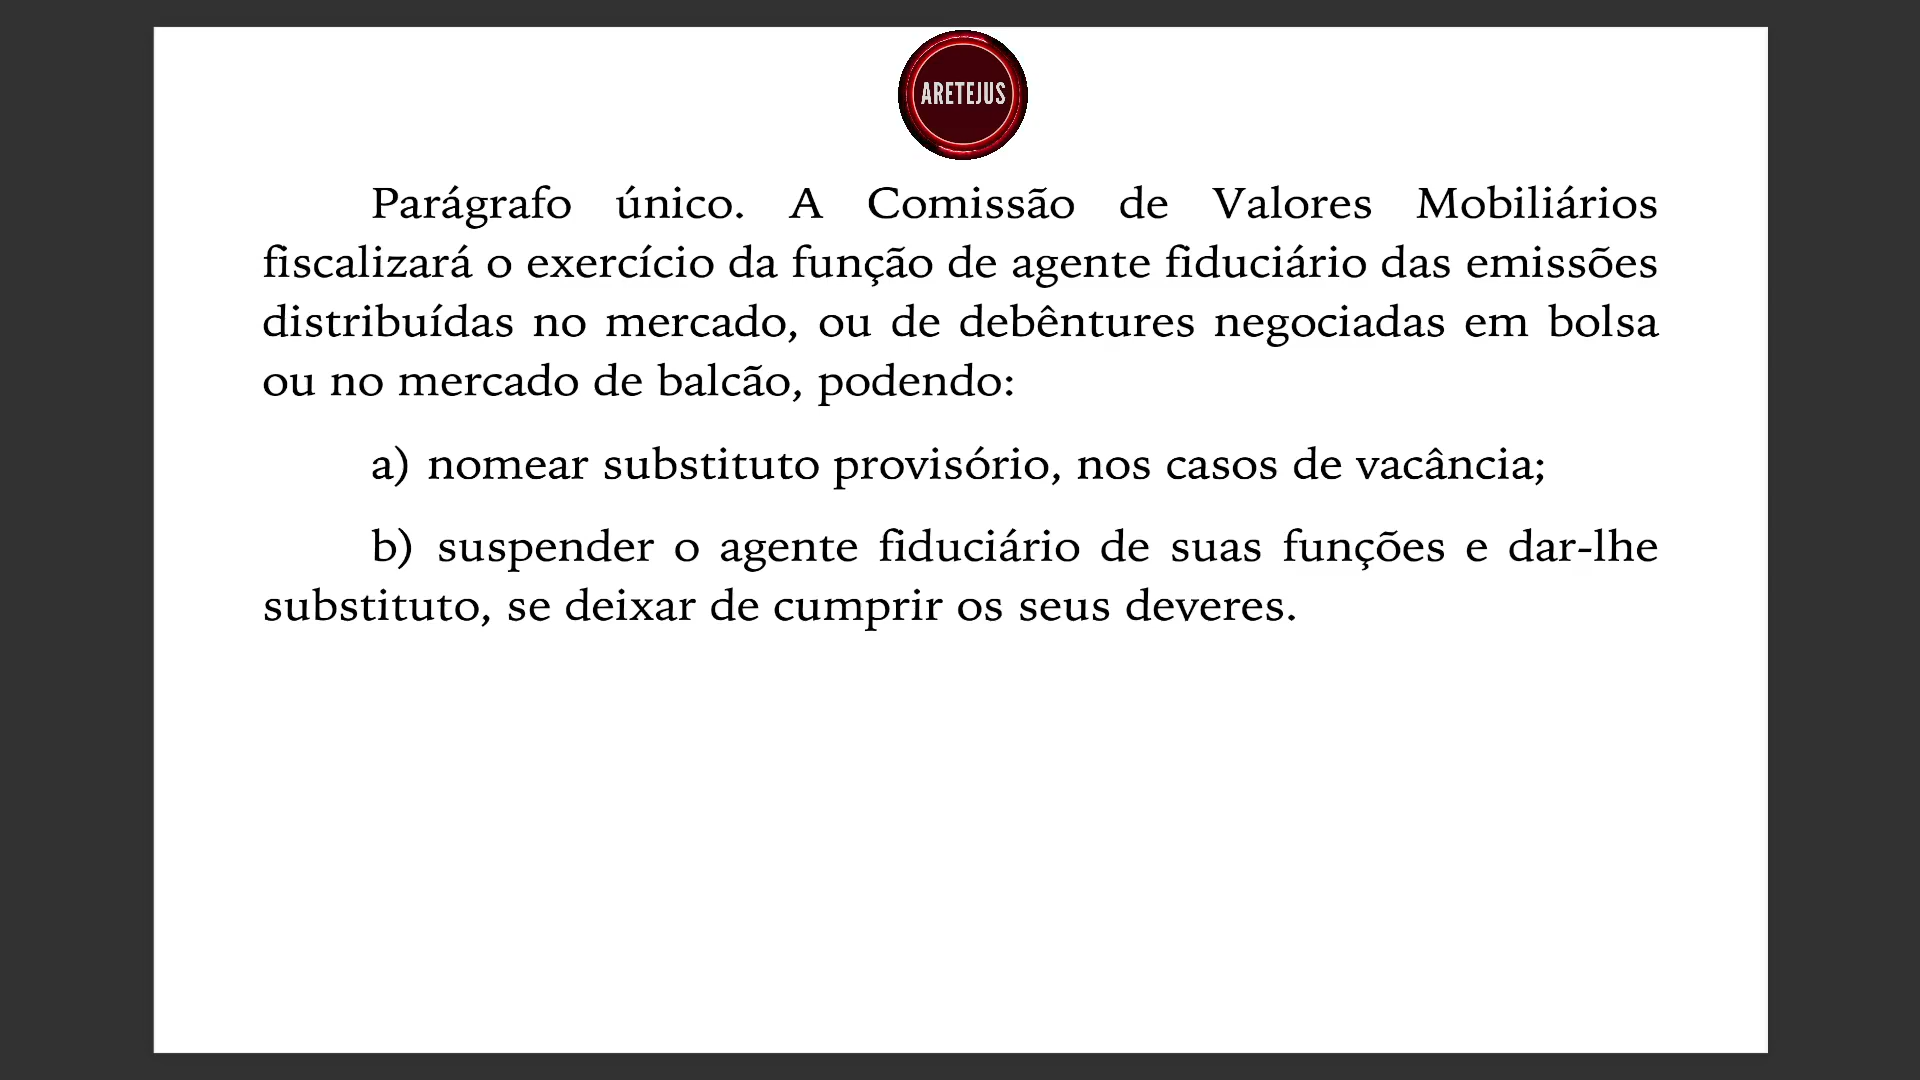 ARETEJUS
Parágrafo único. A Comissão de Valores Mobiliários
fiscalizará o exercício da função de agente fiduciário das emissões
distribuídas no mercado, ou de debêntures negociadas em bolsa
ou no mercado de balcão, podendo:
a) nomear substituto provisório, nos casos de vacância;
b) suspender o agente fiduciário de suas funções e dar-lhe
substituto, se deixar de cumprir os seus deveres.